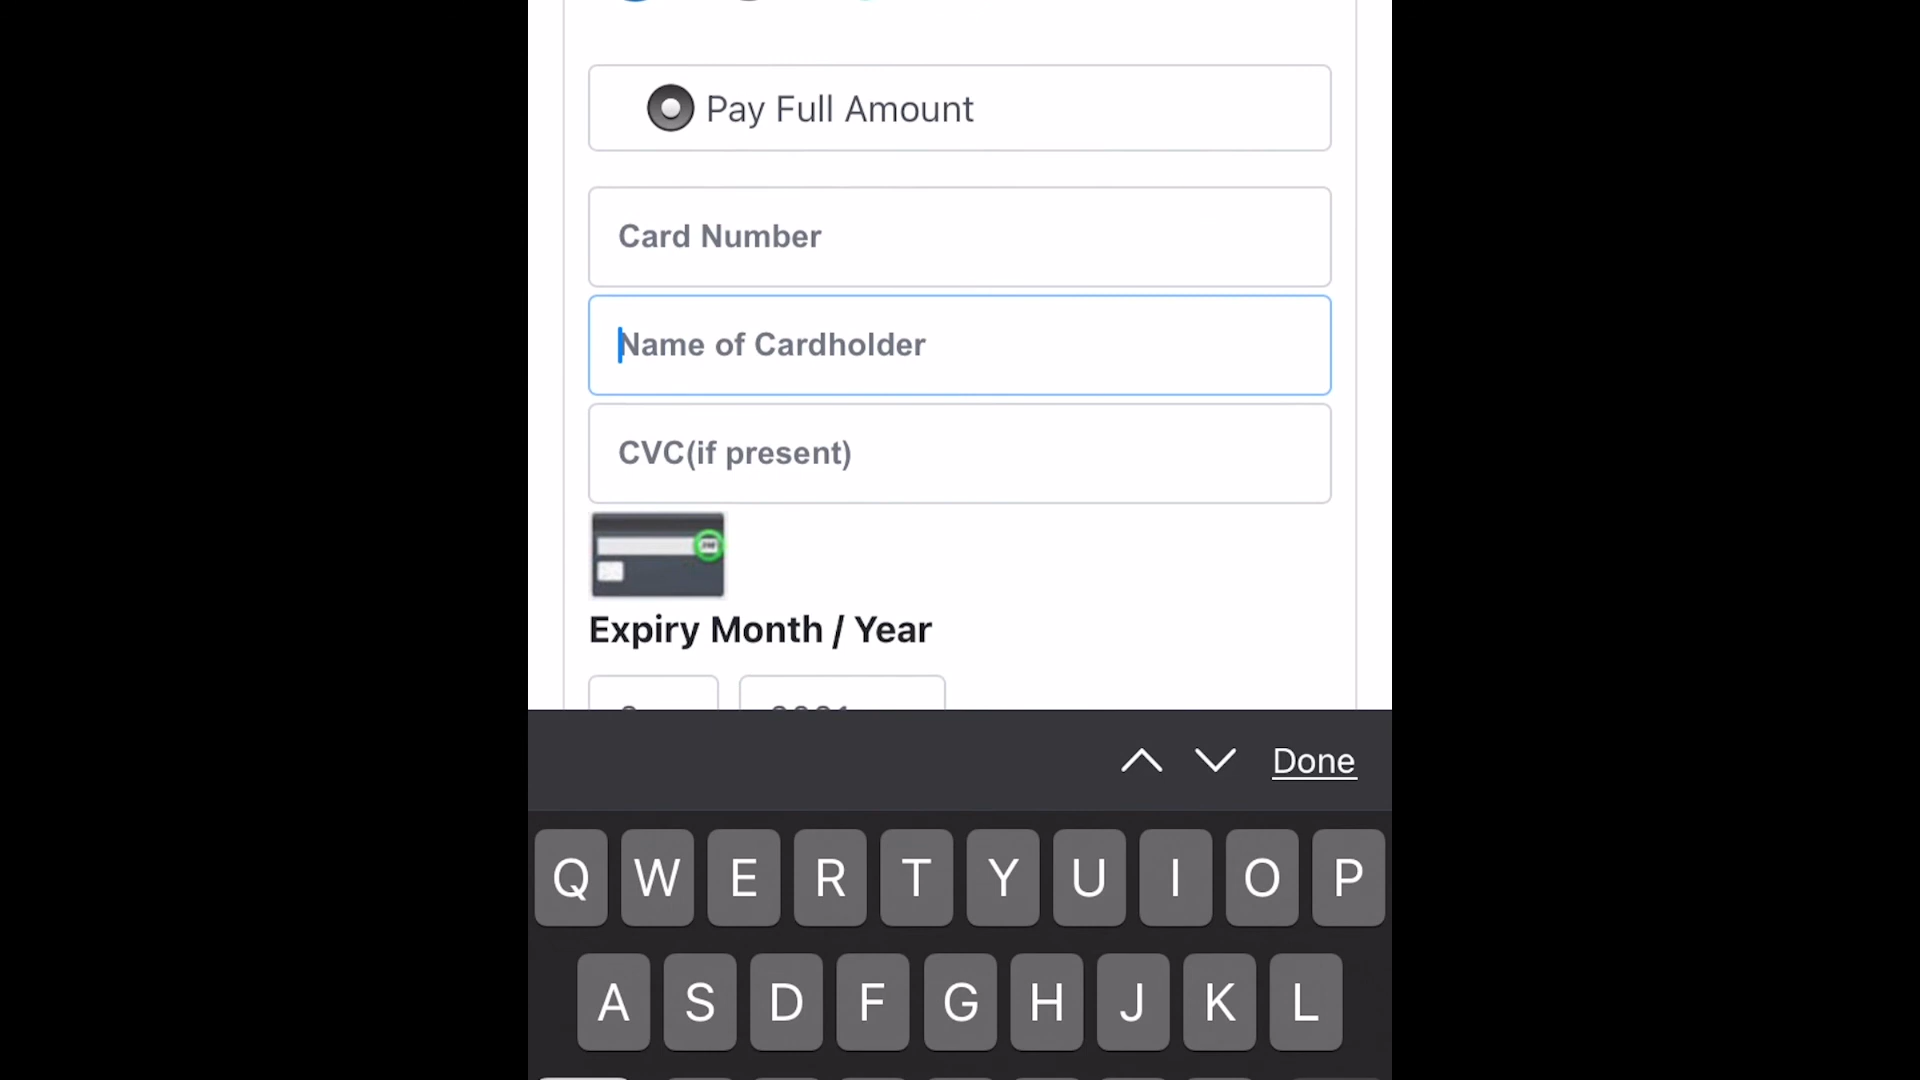 Pay Full Amount
Card Number
Name of Cardholder
CVC(if present)
Expiry Month / Year
Done
Q W E R T Y U I O P
A S D F G H J K L